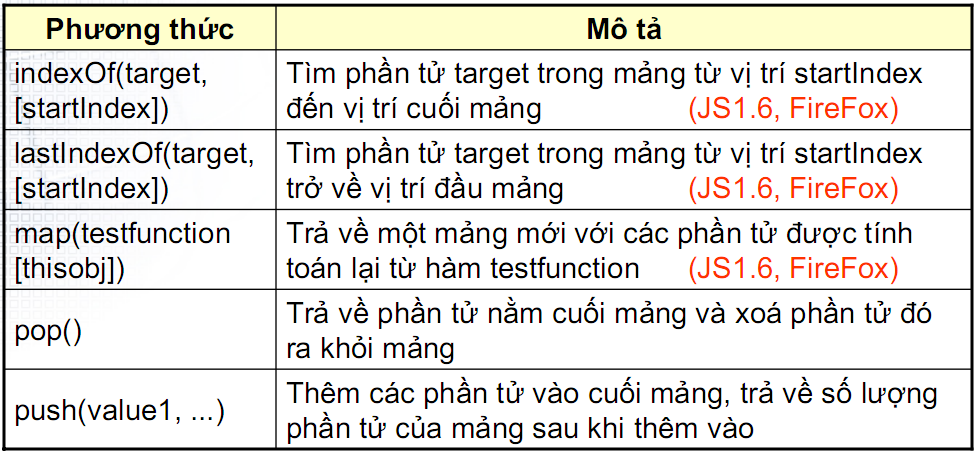 Phương thức
Mô tả
indexOf(target,
[startIndex])
Tìm phần tử target trong mảng từ vị trí startIndex
đến vị trí cuối mảng (JS1.6, FireFox)
lastIndexOf(target,
[startIndex])
Tìm phần tử target trong mảng từ vị trí startIndex
trở về vị trí đầu mảng (JS1.6, FireFox)
map(testfunction
[thisobj])
Trả về một mảng mới với các phần tử được tính
toán lại từ hàm testfunction (JS1.6, FireFox)
pop()
Trả về phần tử nằm cuối mảng và xoá phần tử đó
ra khỏi mảng
push(value1, ...)
Thêm các phần tử vào cuối mảng, trả về số lượng
phần tử của mảng sau khi thêm vào